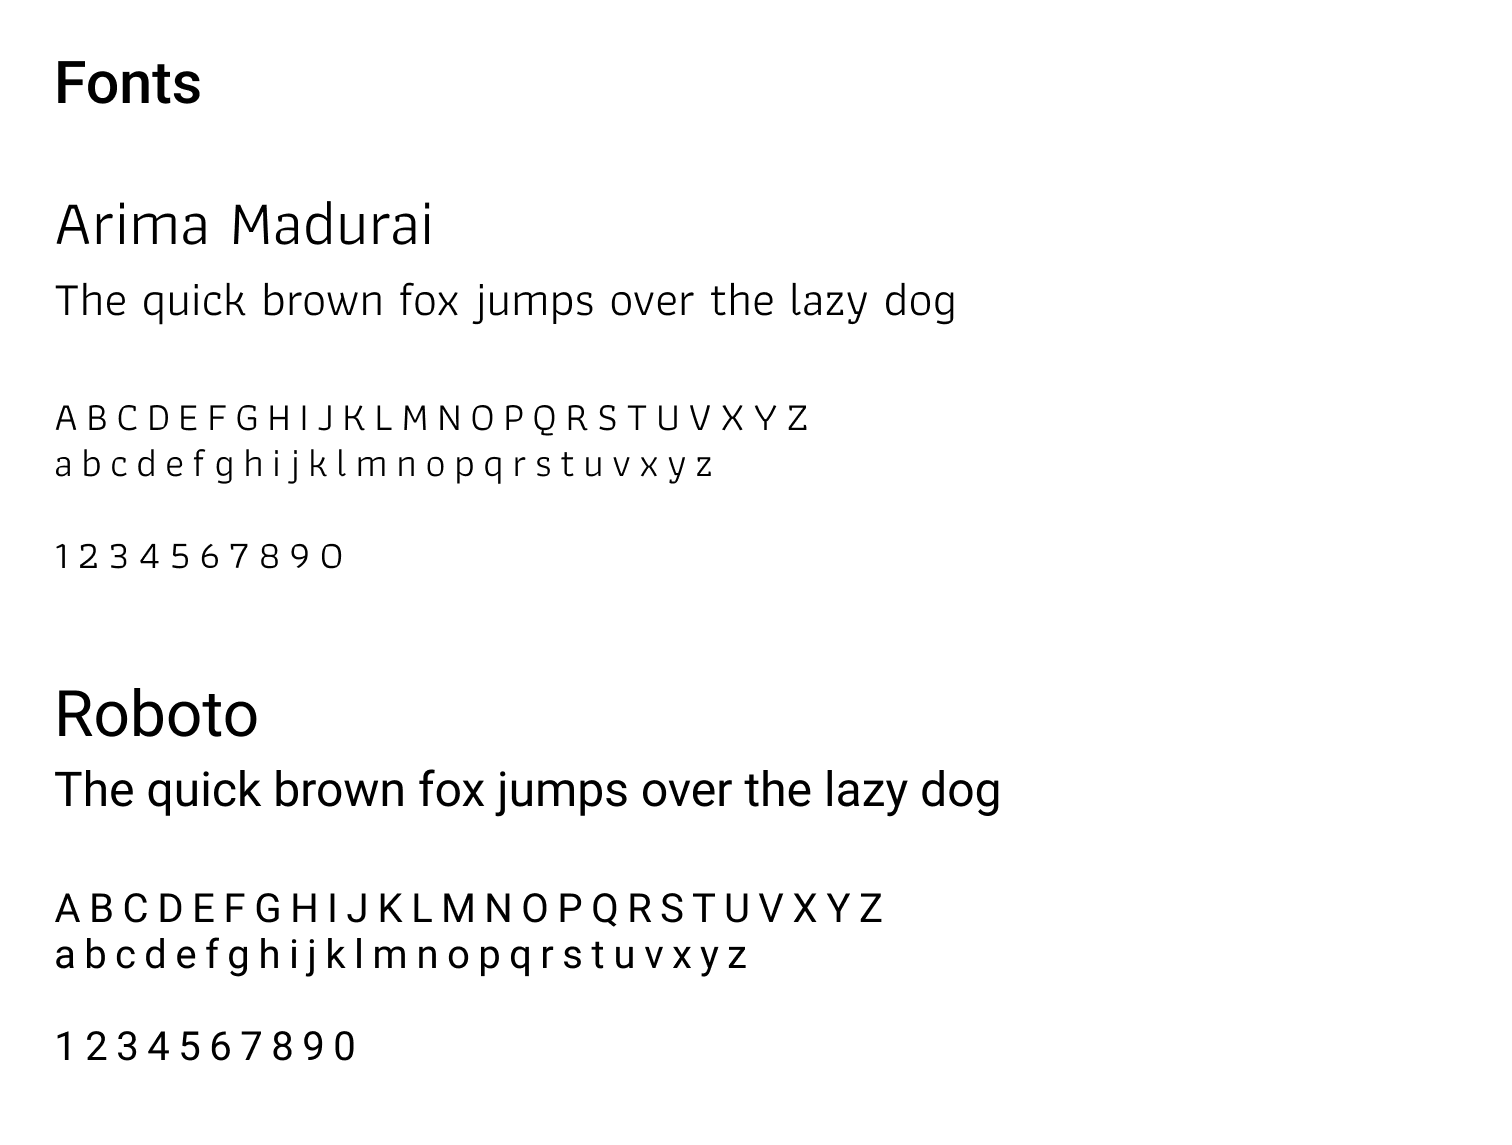 Fonts
Arima Madurai
The quick brown fox jumps over the lazy dog
A B C D E F G H I J K L M N O P Q R S T U V X Y Z
a b c d e f g h i j k l m n o p q r s t u v x y z
1 2 3 4 5 6 7 8 9 0
Roboto
The quick brown fox jumps over the lazy dog
A B C D E F G H I J K L M N O P Q R S T U V X Y Z
a b c d e f g h i j k l m n o p q r s t u v x y z
1 2 3 4 5 6 7 8 9 0